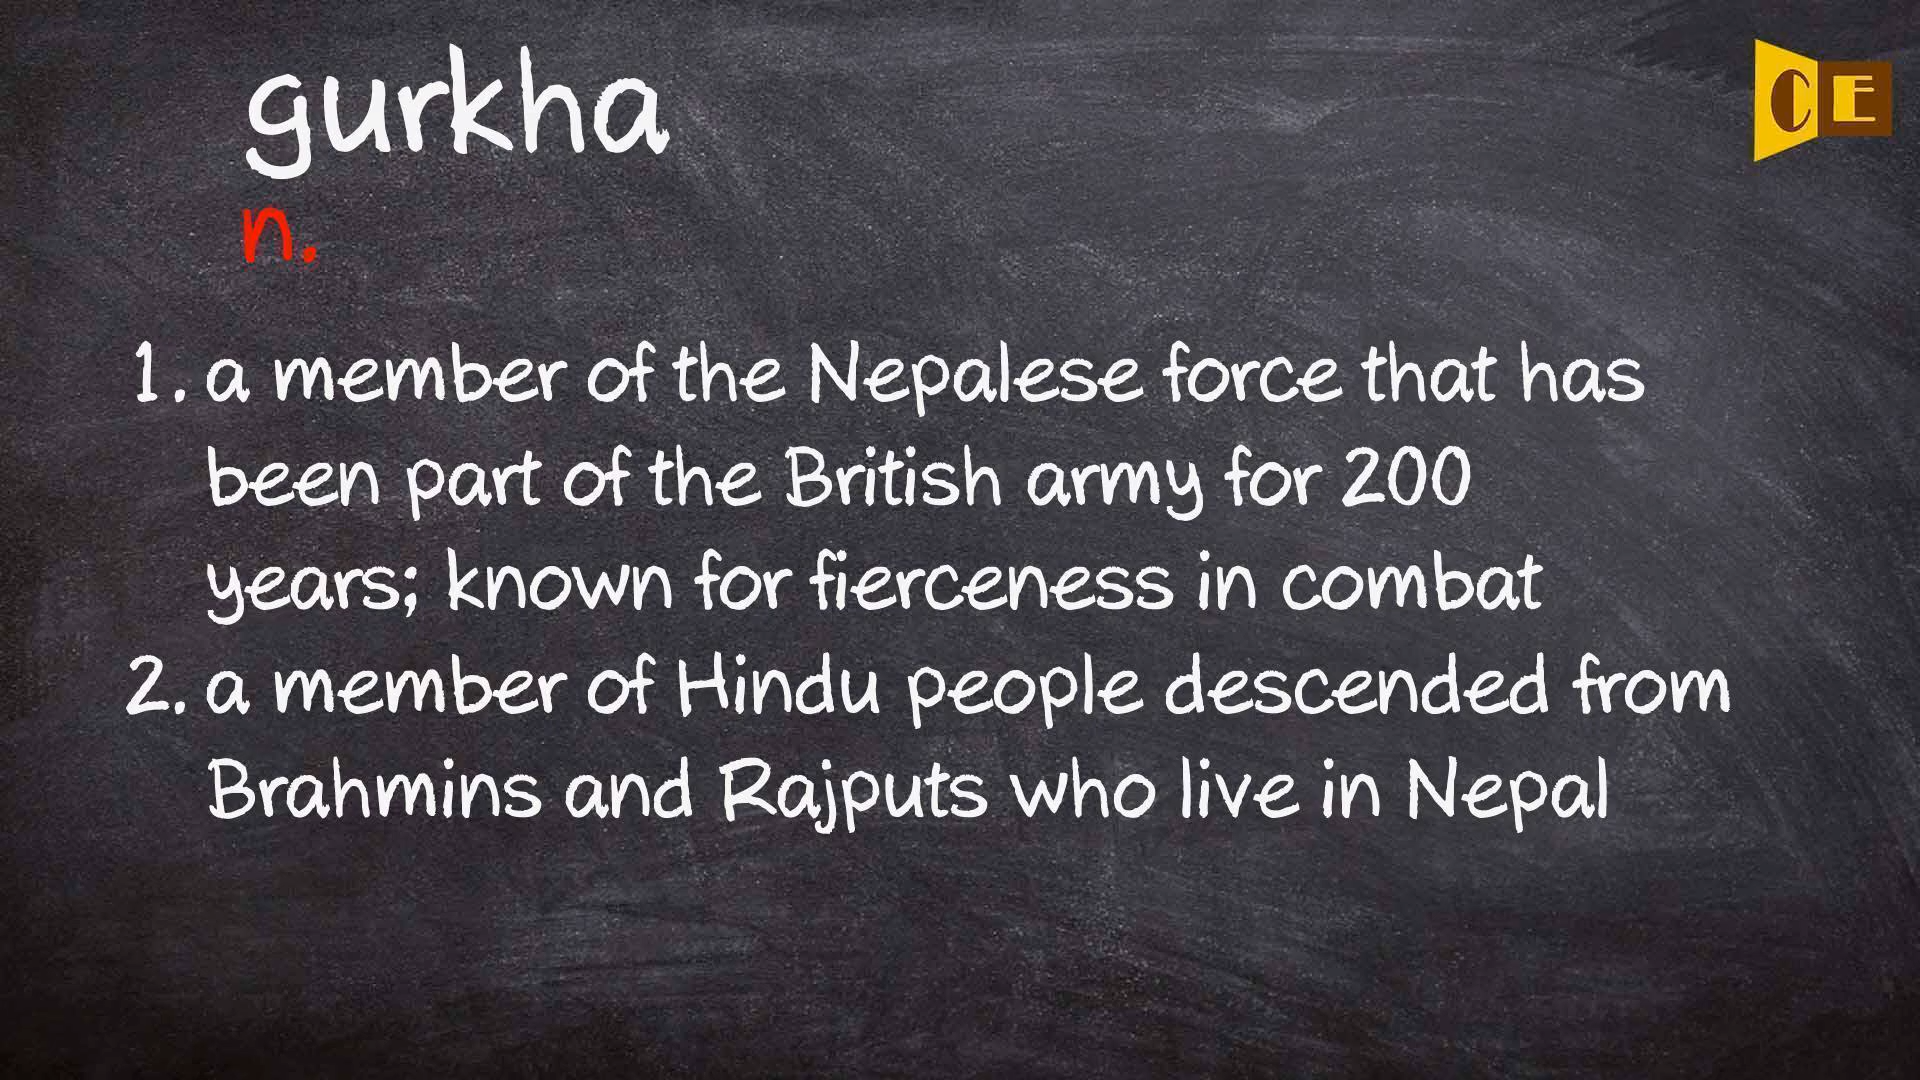 gurkha
CE
n.
1. a member of the Nepalese force that has
been part of the British army for 200
years; known for fierceness in combat
2. a member of Hindu people descended from
Brahmins and Rajputs who live in Nepal